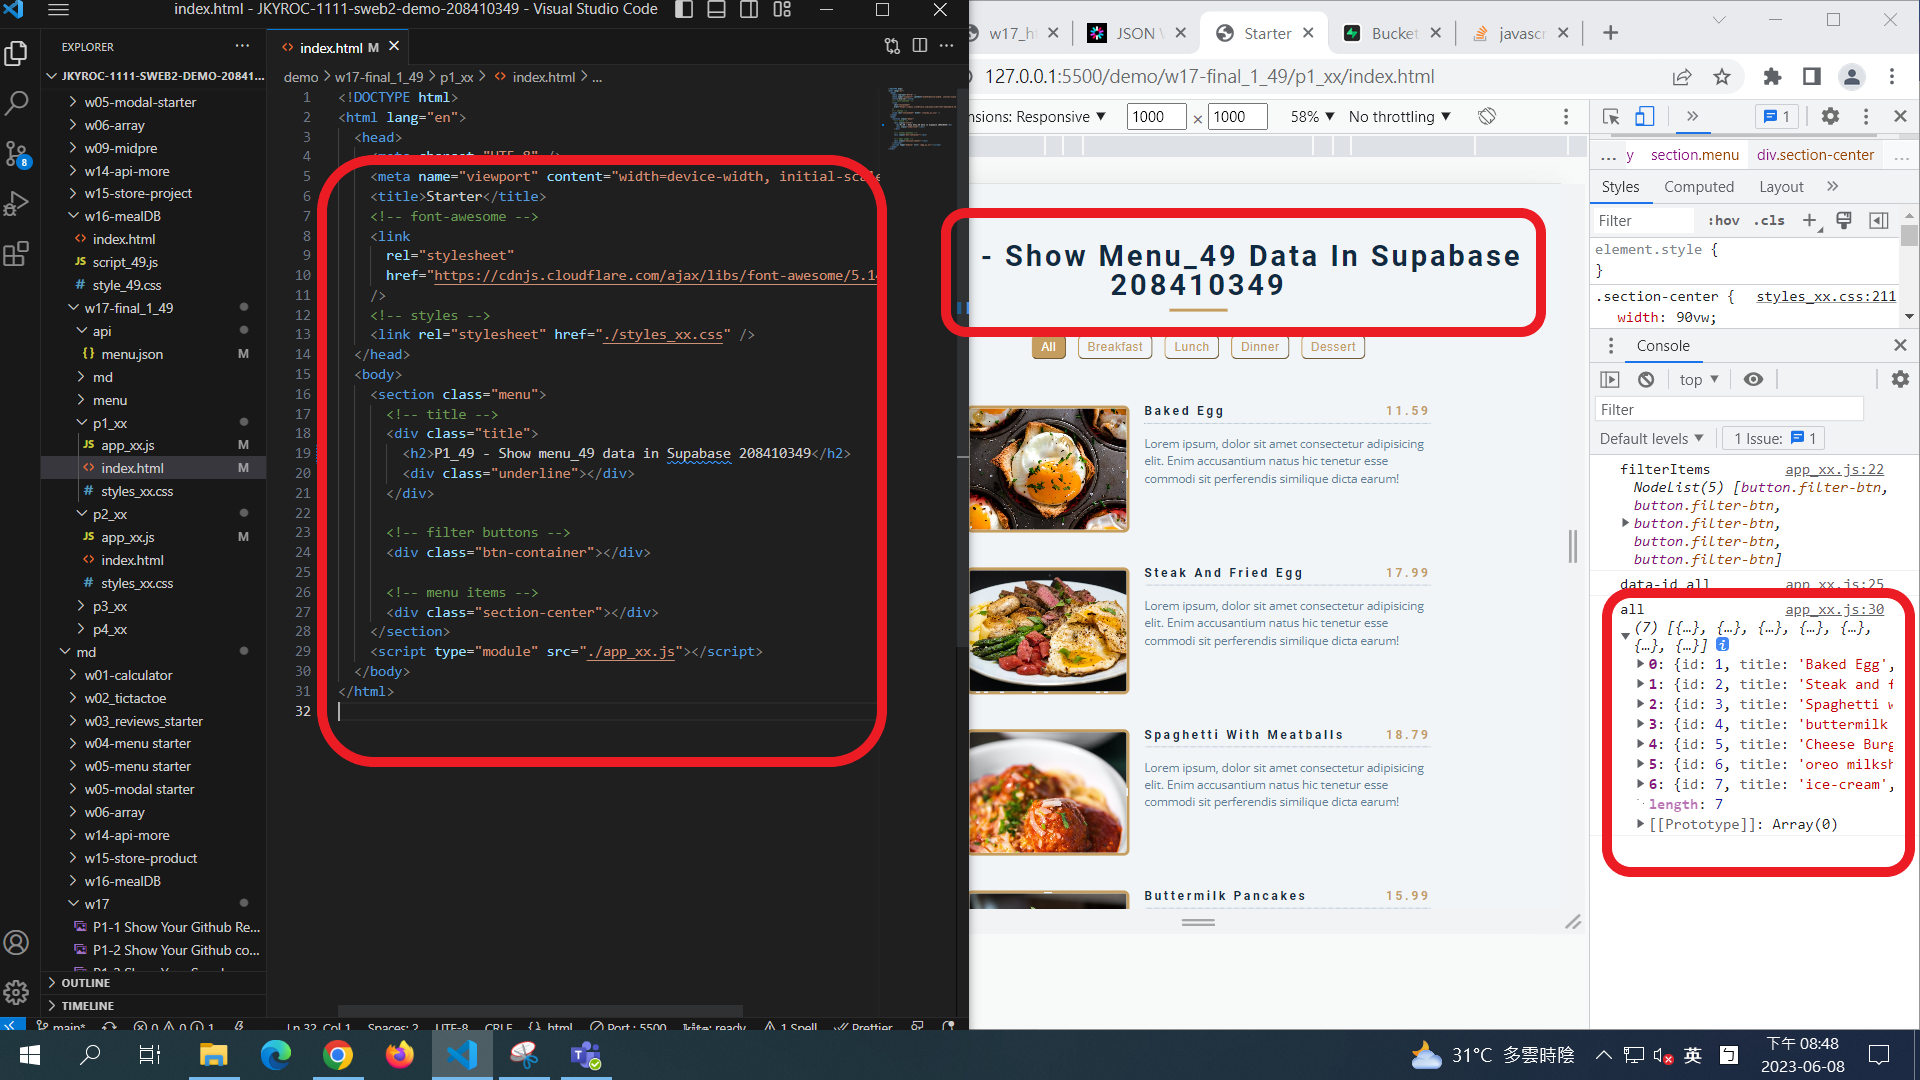 index.html - JKYROC-1111-sweb2-demo-208410349 - Visual Studio Code
EXPLORER
JKYROC-1111-SWEB2-DEMO-20841...
w05-modal-starter
w06-array
w09-midpre
w14-api-more
w15-store-project
w16-mealDB
index.html
script_49.js
style_49.css
w17-final_1_49
api
menu.json M
md
menu
p1_xx
app_xx.js M
index.html M
styles_xx.css
p2_xx
app_xx.js M
index.html
styles_xx.css
p3_xx
p4_xx
md
w01-calculator
w02_tictactoe
w03_reviews_starter
w04-menu starter
w05-menu starter
w05-modal starter
w06-array
w14-api-more
w15-store-product
w16-mealDB
w17
P1-1 Show Your Github Re...
P1-2 Show Your Github co...
OUTLINE
TIMELINE
index.html M
demo > w17-final_1_49 > p1_xx > index.html > ...
1 <!DOCTYPE html>
2 <html lang="en">
3 <head>
4 <meta charset="UTF-8" />
5 <meta name="viewport" content="width=device-width, initial-scale
6 <title>Starter</title>
7 <!-- font-awesome -->
8 <link
9 rel="stylesheet"
10 href="https://cdnjs.cloudflare.com/ajax/libs/font-awesome/5.14
11 />
12 <!-- styles -->
13 <link rel="stylesheet" href="./styles_xx.css" />
14 </head>
15 <body>
16 <section class="menu">
17 <!-- title -->
18 <div class="title">
19 <h2>P1_49 - Show menu_49 data in Supabase 208410349</h2>
20 <div class="underline"></div>
21 </div>
22
23 <!-- filter buttons -->
24 <div class="btn-container"></div>
25
26 <!-- menu items -->
27 <div class="section-center"></div>
28 </section>
29 <script type="module" src="./app_xx.js"></script>
30 </body>
31 </html>
32
main* 0 0 1 Ln 32, Col 1 Spaces: 2 UTF-8 CRLF html Port : 5500 kite: ready 1 Spell Prettier
JSON
Starter
Bucket
javascr
127.0.0.1:5500/demo/w17-final_1_49/p1_xx/index.html
nsions: Responsive 1000 × 1000 58% No throttling
1
- Show Menu_49 Data In Supabase
208410349
All Breakfast Lunch Dinner Dessert
Baked Egg 11.59
Lorem ipsum, dolor sit amet consectetur adipisicing
elit. Enim accusantium natus hic tenetur esse
commodi sit perferendis similique dicta earum!
Steak And Fried Egg 17.99
Lorem ipsum, dolor sit amet consectetur adipisicing
elit. Enim accusantium natus hic tenetur esse
commodi sit perferendis similique dicta earum!
Spaghetti With Meatballs 18.79
Lorem ipsum, dolor sit amet consectetur adipisicing
elit. Enim accusantium natus hic tenetur esse
commodi sit perferendis similique dicta earum!
Buttermilk Pancakes 15.99
... y section.menu div.section-center ...
Styles Computed Layout
Filter :hov .cls
element.style {
}
.section-center { styles_xx.css:211
width: 90vw;
Console
top
Filter
Default levels 1 Issue: 1
filterItems app_xx.js:22
NodeList(5) [button.filter-btn,
button.filter-btn,
button.filter-btn,
button.filter-btn,
button.filter-btn]
data-id all app_xx.js:25
all app_xx.js:30
(7) [{…}, {…}, {…}, {…}, {…},
{…}, {…}]
0: {id: 1, title: 'Baked Egg',
1: {id: 2, title: 'Steak and f
2: {id: 3, title: 'Spaghetti w
3: {id: 4, title: 'buttermilk
4: {id: 5, title: 'Cheese Burg
5: {id: 6, title: 'oreo milksh
6: {id: 7, title: 'ice-cream',
length: 7
[[Prototype]]: Array(0)
31°C 多雲時陰
英
下午 08:48
2023-06-08